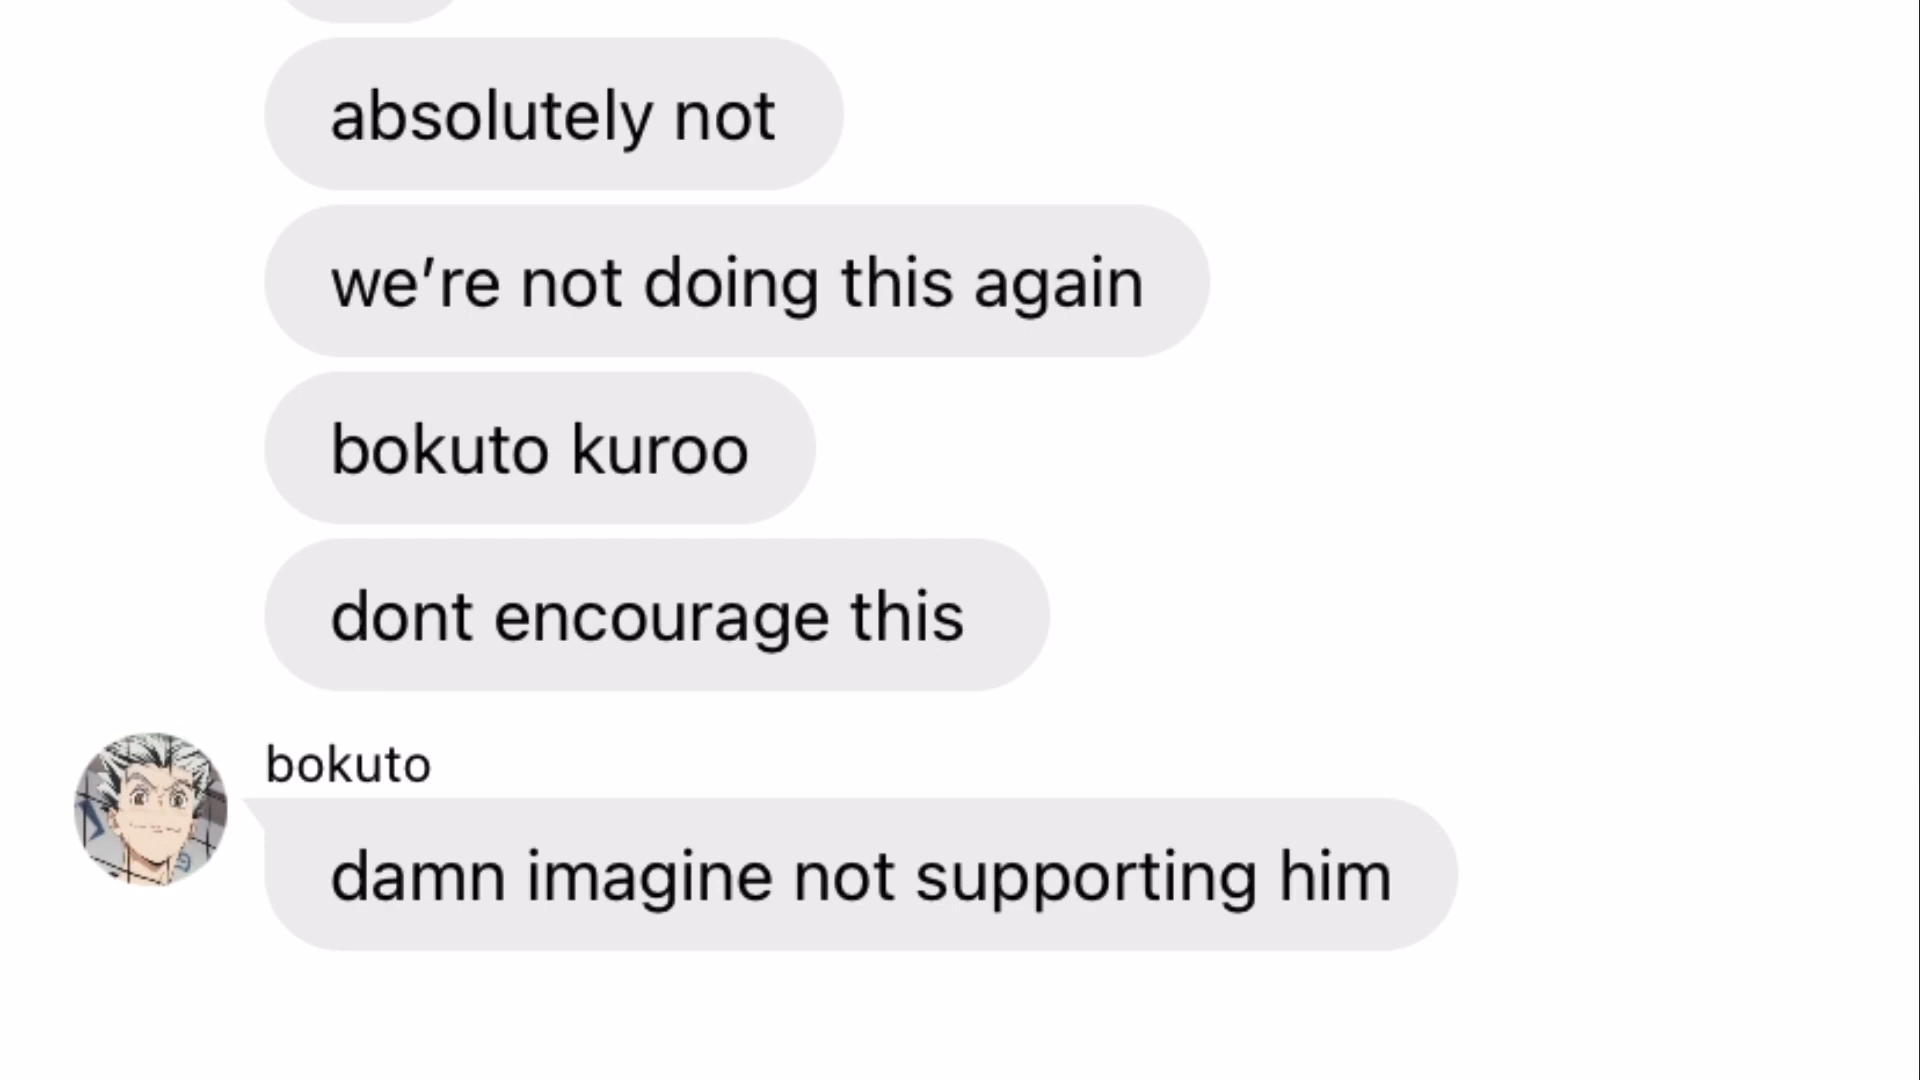 absolutely not
we’re not doing this again
bokuto kuroo
dont encourage this
bokuto
damn imagine not supporting him